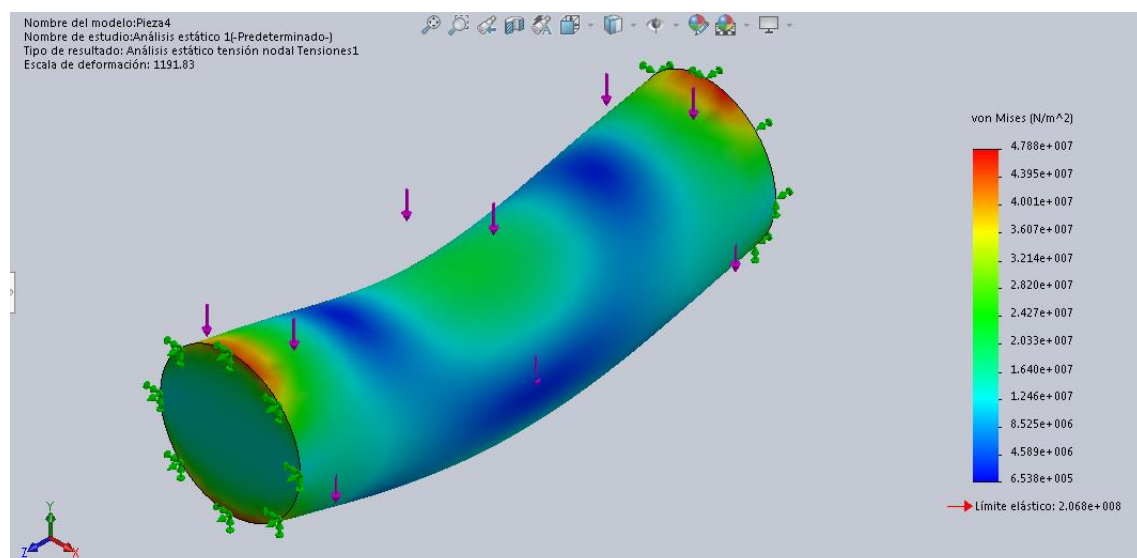 Nombre del modelo:Pieza4
Nombre de estudio:Análisis estático 1(-Predeterminado-)
Tipo de resultado: Análisis estático tensión nodal Tensiones1
Escala de deformación: 1191.83
von Mises (N/m^2)
4.788e+007
4.395e+007
4.001e+007
3.607e+007
3.214e+007
2.820e+007
2.427e+007
2.033e+007
1.640e+007
1.246e+007
8.525e+006
4.589e+006
6.538e+005
Límite elástico: 2.068e+008
Y
Z
X